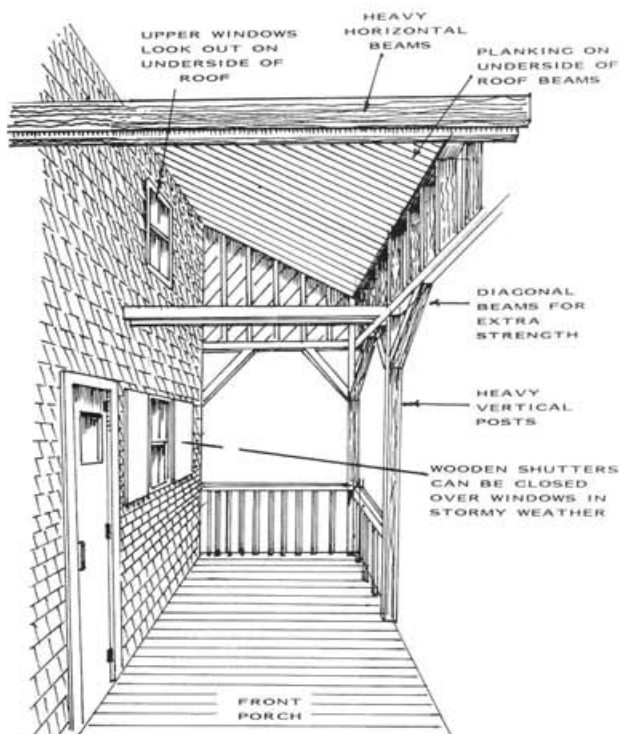 UPPER WINDOWS
LOOK OUT ON
UNDERSIDE OF
ROOF
HEAVY
HORIZONTAL
BEAMS
PLANKING ON
UNDERSIDE OF
ROOF BEAMS
DIAGONAL
BEAMS FOR
EXTRA
STRENGTH
HEAVY
VERTICAL
POSTS
WOODEN SHUTTERS
CAN BE CLOSED
OVER WINDOWS IN
STORMY WEATHER
FRONT
PORCH